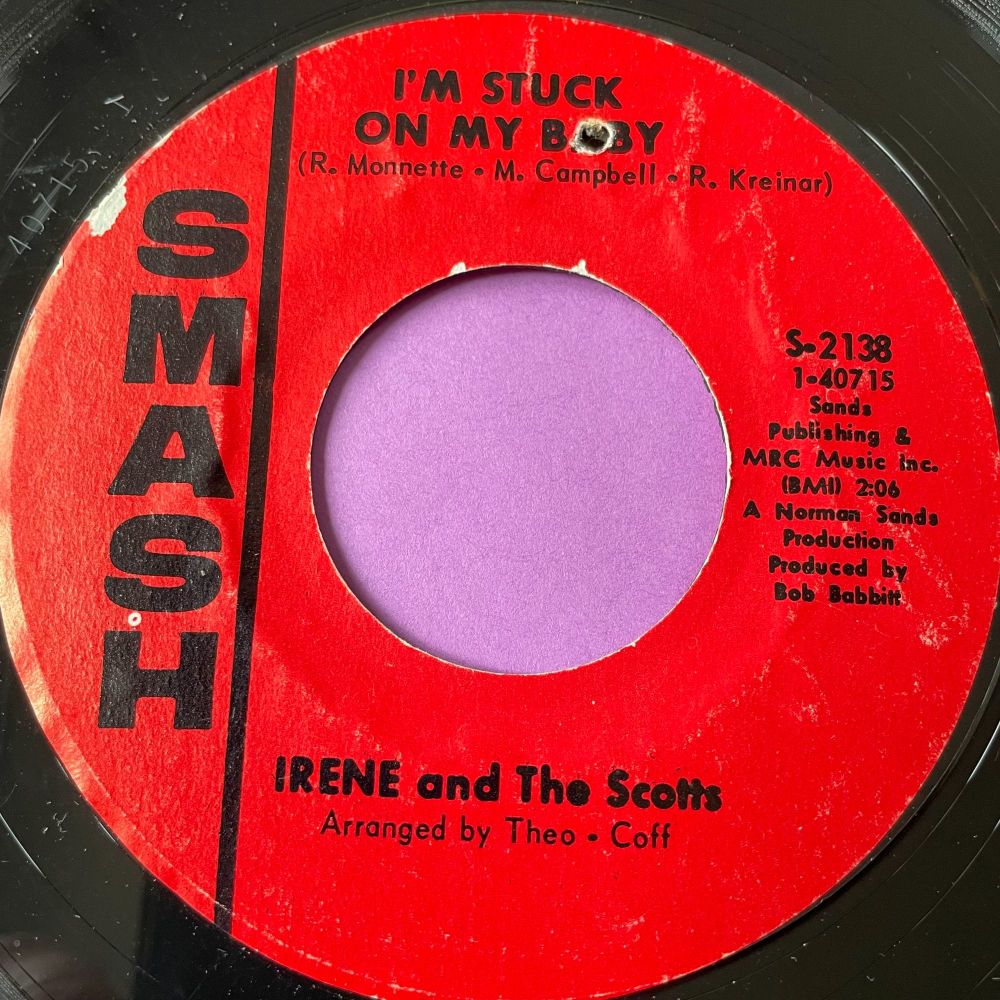 I'M STUCK
ON MY B BY
(R. Monnette • M. Campbell • R. Kreinar)
SMASH
S-2138
1-40715
Sands
Publishing &
MRC Music Inc.
(BMI) 2:06
A Norman Sands
Production
Produced by
Bob Babbitt
IRENE and The Scotts
Arranged by Theo • Coff